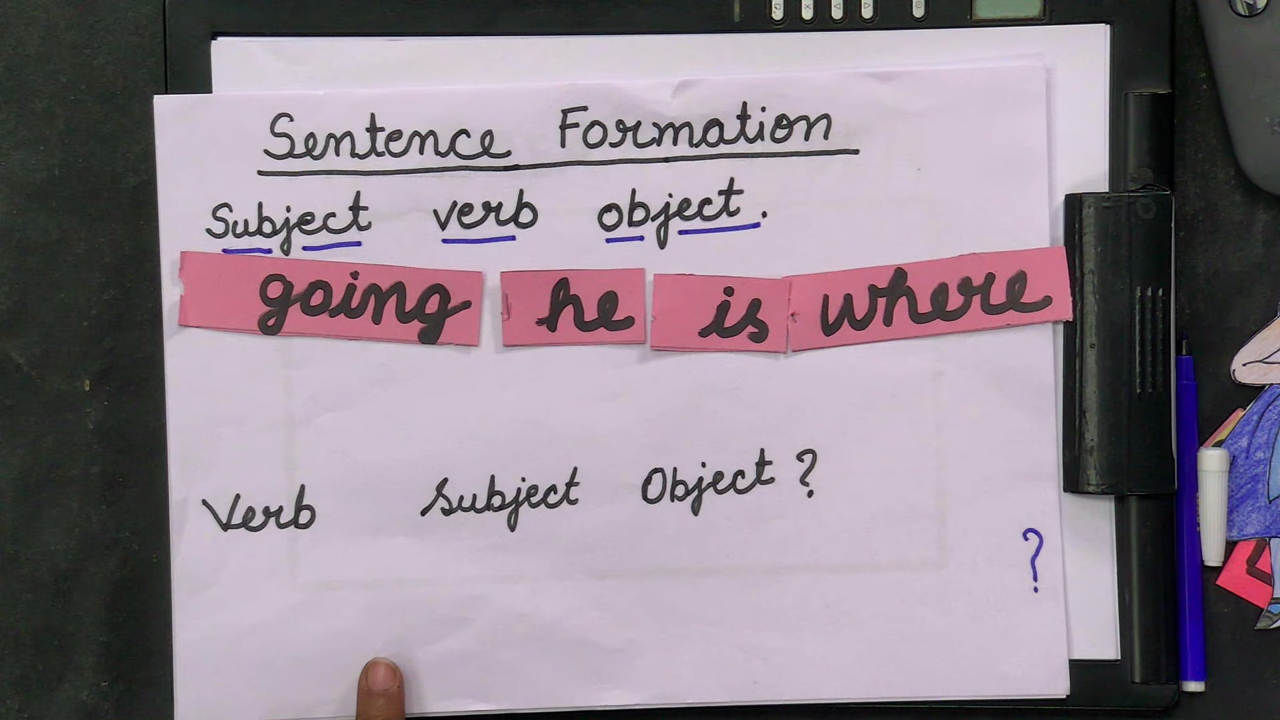 Sentence Formation
Subject verb object.
going he is where
Verb Subject Object ?
?